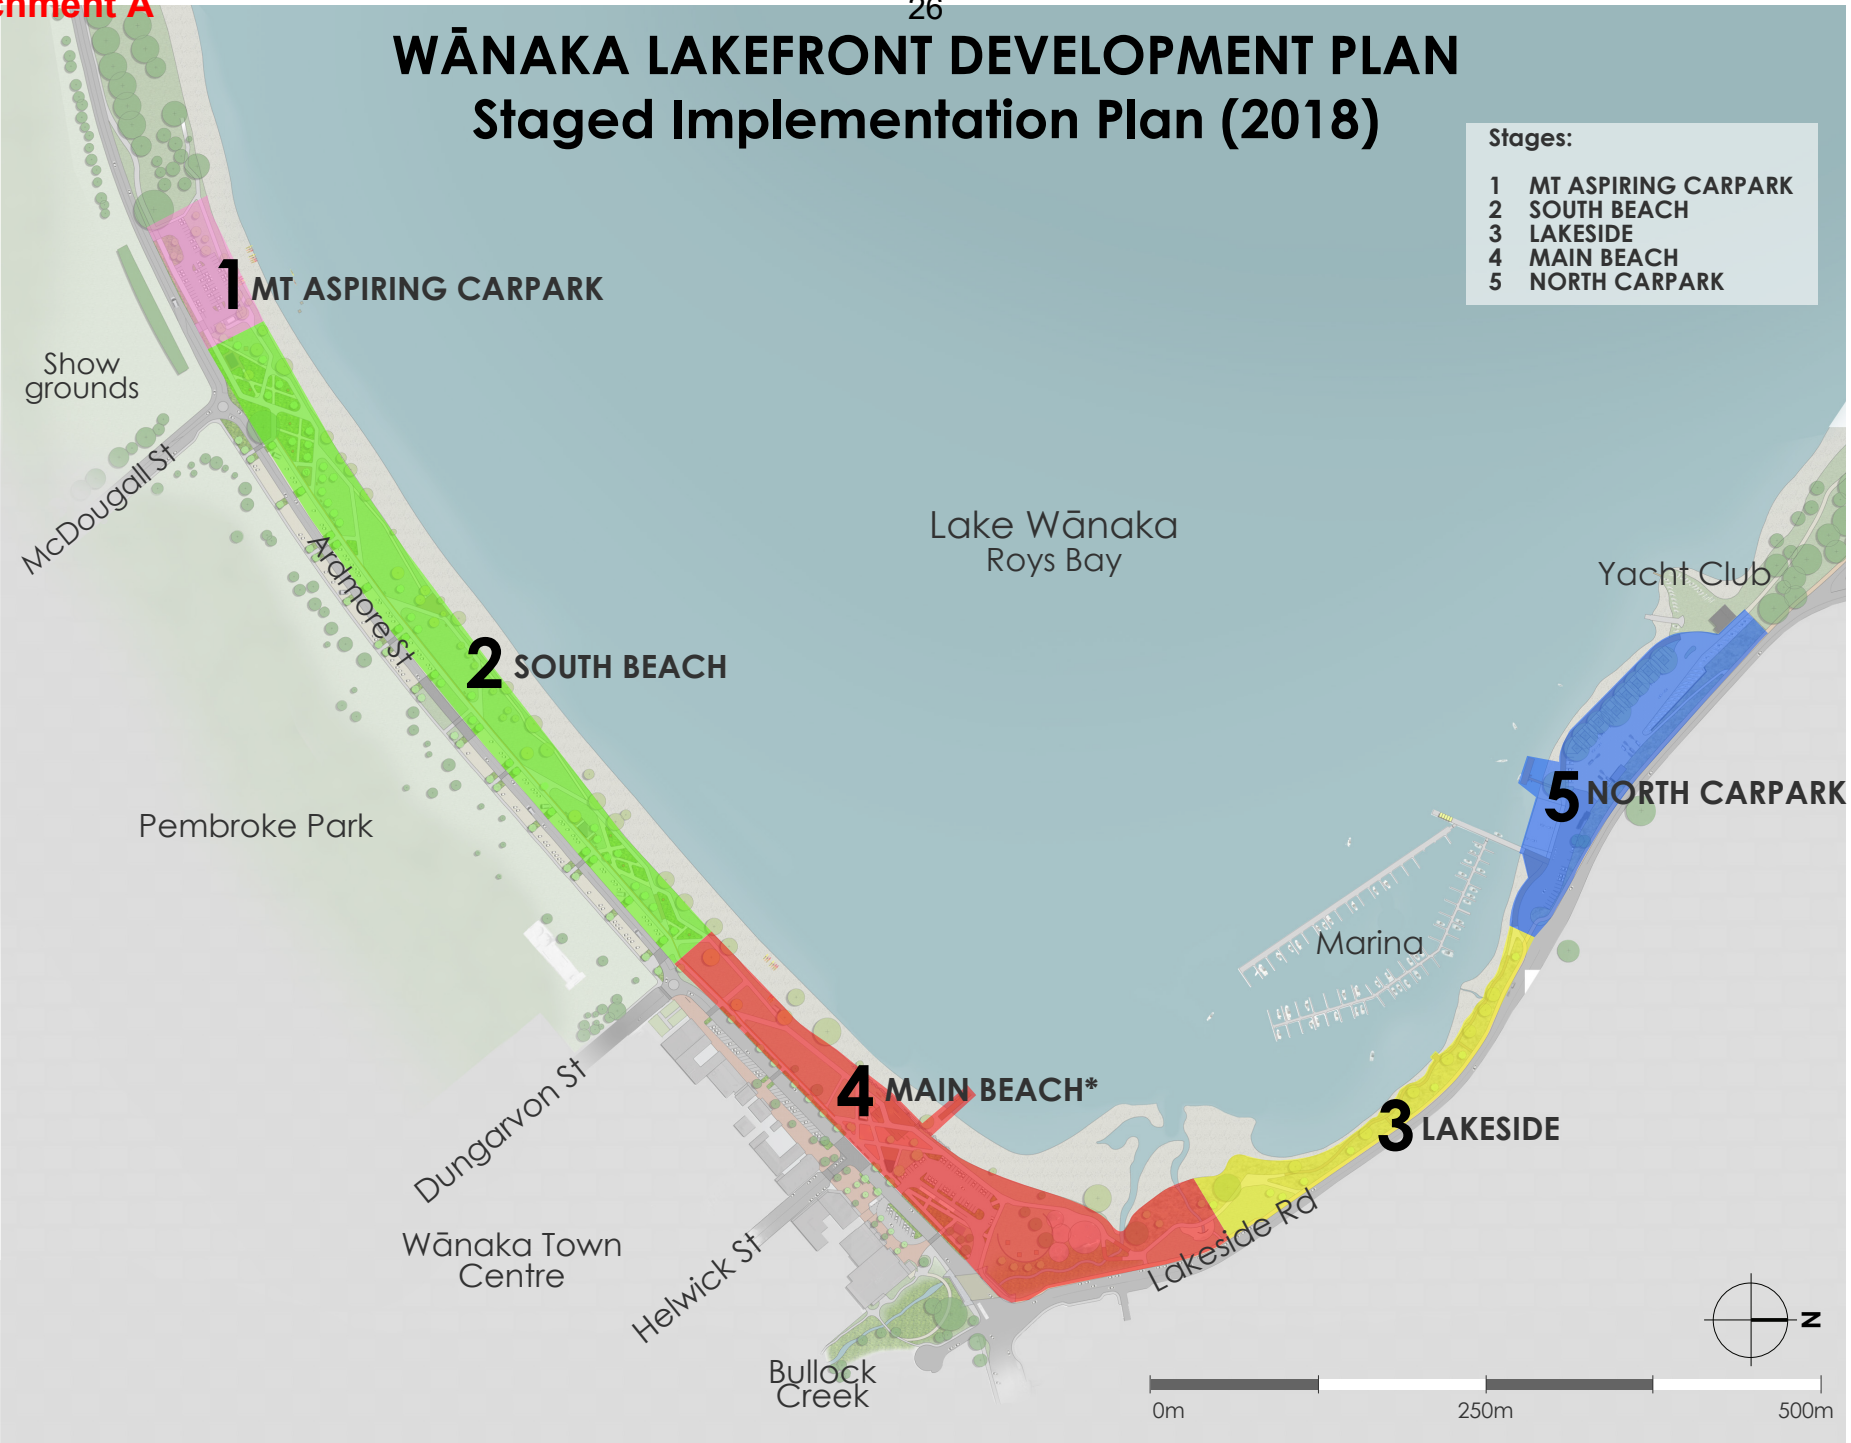 chment A
26
WĀNAKA LAKEFRONT DEVELOPMENT PLAN
Staged Implementation Plan (2018)
Stages:
1 MT ASPIRING CARPARK
2 SOUTH BEACH
3 LAKESIDE
4 MAIN BEACH
5 NORTH CARPARK
1 MT ASPIRING CARPARK
Show
grounds
McDougall St
Ardmore St
Lake Wānaka
Roys Bay
Yacht Club
2 SOUTH BEACH
5 NORTH CARPARK
Pembroke Park
Marina
4 MAIN BEACH*
3 LAKESIDE
Dungarvon St
Lakeside Rd
Wānaka Town
Centre
Helwick St
Bullock
Creek
N
0m 250m 500m